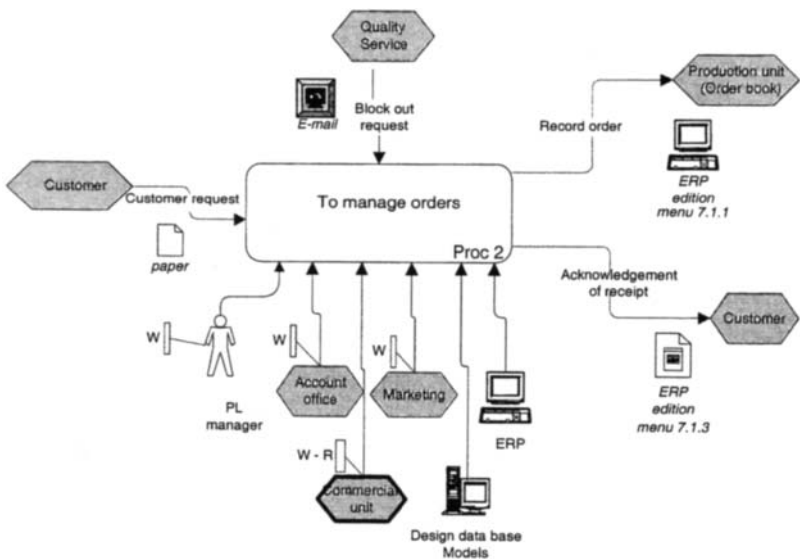 Quality
Service
E-mail
Block out
request
Production unit
(Order book)
Record order
ERP
edition
menu 7.1.1
Customer
Customer request
paper
To manage orders
Proc 2
Acknowledgement
of receipt
Customer
ERP
edition
menu 7.1.3
W
PL
manager
W
Account
office
W
Marketing
ERP
W - R
Commercial
unit
Design data base
Models